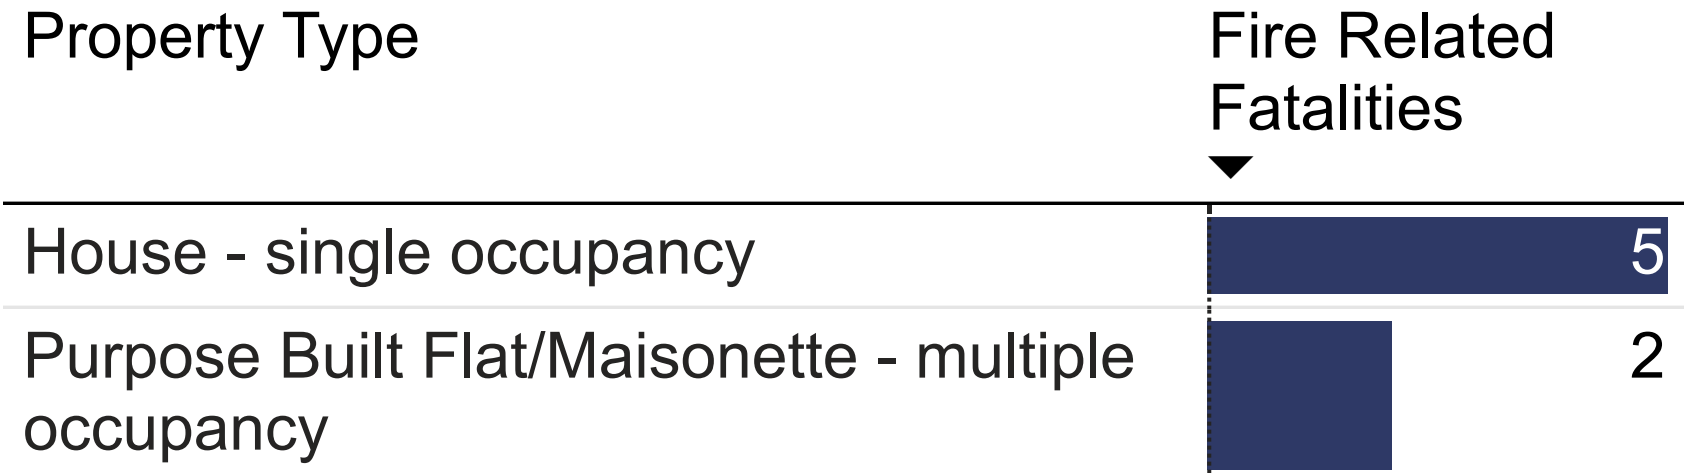 Property Type
Fire Related
Fatalities
House - single occupancy
5
Purpose Built Flat/Maisonette - multiple
occupancy
2